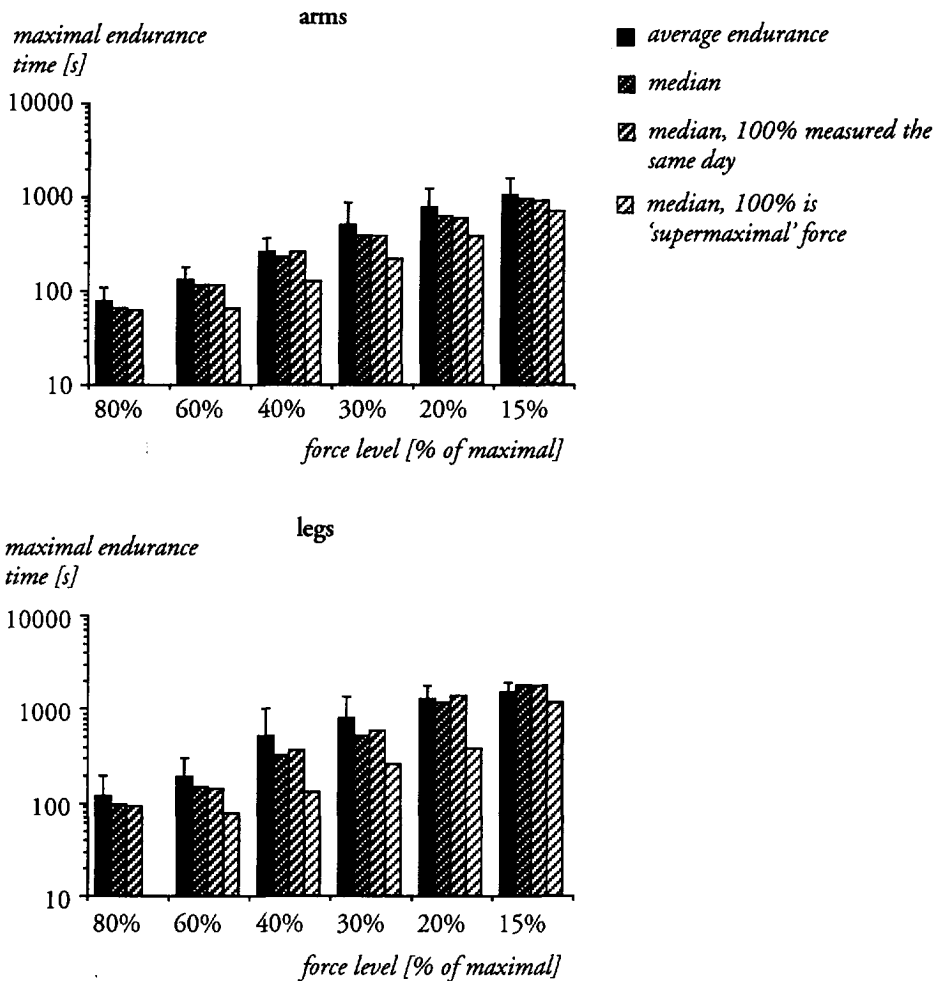 arms
maximal endurance
time [s]
10000
1000
100
10
80% 60% 40% 30% 20% 15%
force level [% of maximal]
average endurance
median
median, 100% measured the
same day
median, 100% is
‘supermaximal’ force
legs
maximal endurance
time [s]
10000
1000
100
10
80% 60% 40% 30% 20% 15%
force level [% of maximal]